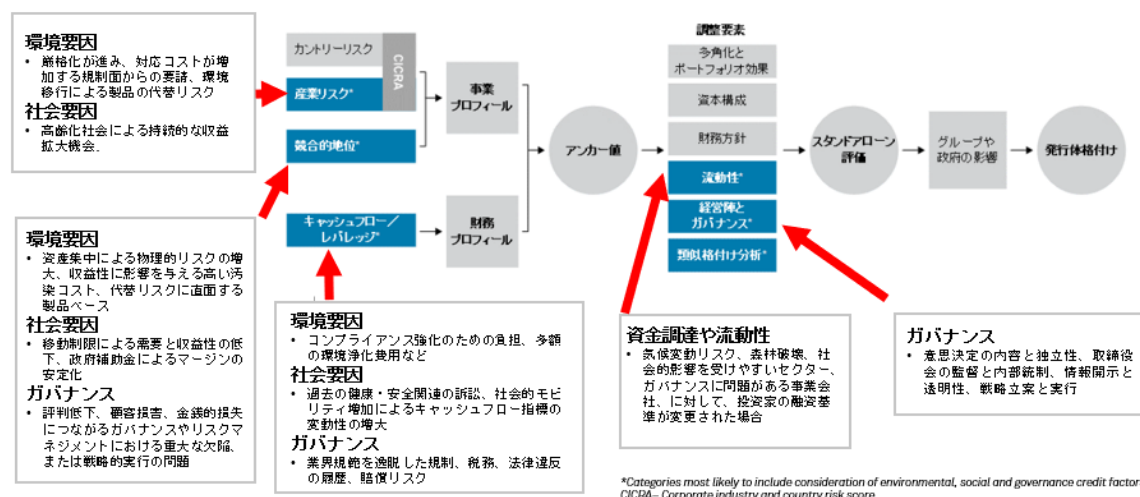 環境要因
• 厳格化が進み、対応コストが増
加する規制面からの要請、環境
移行による製品の代替リスク
社会要因
• 高齢化社会による持続的な収益
拡大機会.
カントリーリスク
産業リスク*
CICRA
競合的地位*
キャッシュフロー/
レバレッジ*
事業
プロフィール
財務
プロフィール
アンカー値
調整要素
多角化と
ポートフォリオ効果
資本構成
財務方針
流動性*
経営陣と
ガバナンス*
類似格付け分析*
スタンドアローン
評価
グループや
政府の影響
発行体格付け
環境要因
• 資産集中による物理的リスクの増
大、収益性に影響を与える高い汚
染コスト、代替リスクに直面する
製品ベース
社会要因
• 移動制限による需要と収益性の低
下、政府補助金によるマージンの
安定化
ガバナンス
• 評判低下、顧客損害、金銭的損失
につながるガバナンスやリスクマ
ネジメントにおける重大な欠陥、
または戦略的実行の問題
環境要因
• コンプライアンス強化のための負担、多額
の環境浄化費用など
社会要因
• 過去の健康・安全関連の訴訟、社会的モビ
リティ増加によるキャッシュフロー指標の
変動性の増大
ガバナンス
• 業界規範を逸脱した規制、税務、法律違反
の履歴、賠償リスク
資金調達や流動性
• 気候変動リスク、森林破壊、社
会的影響を受けやすいセクター、
ガバナンスに問題がある事業会
社、に対して、投資家の融資基
準が変更された場合
ガバナンス
• 意思決定の内容と独立性、取締役
会の監督と内部統制、情報開示と
透明性、戦略立案と実行
*Categories most likely to include consideration of environmental, social and governance credit factor
CICRA– Corporate industry and country risk score